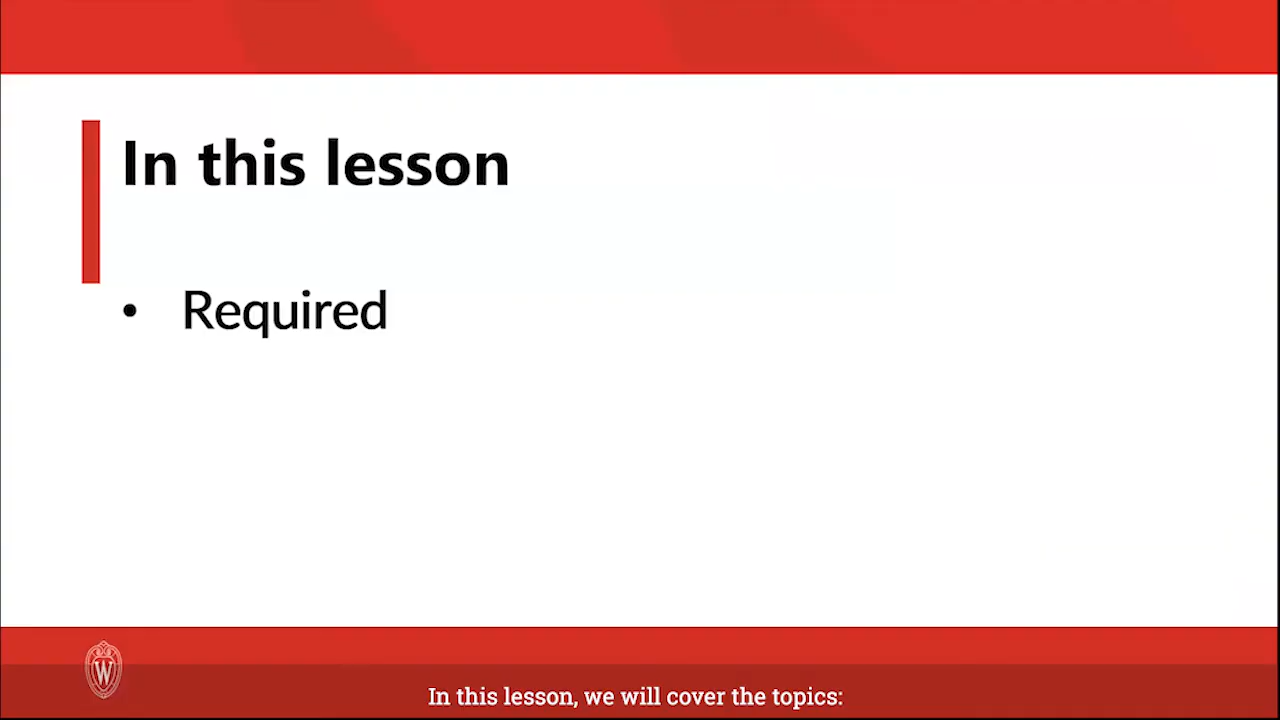 In this lesson
• Required
W
In this lesson, we will cover the topics: